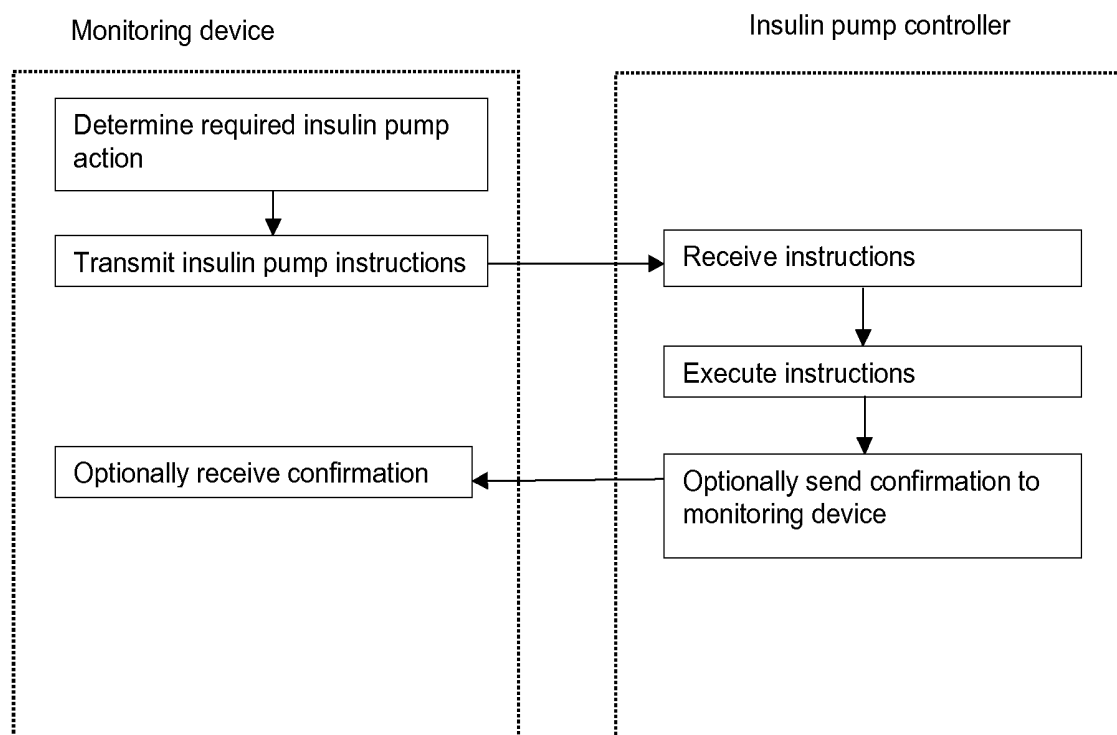 Monitoring device
Insulin pump controller
Determine required insulin pump
action
Transmit insulin pump instructions
Receive instructions
Execute instructions
Optionally receive confirmation
Optionally send confirmation to
monitoring device